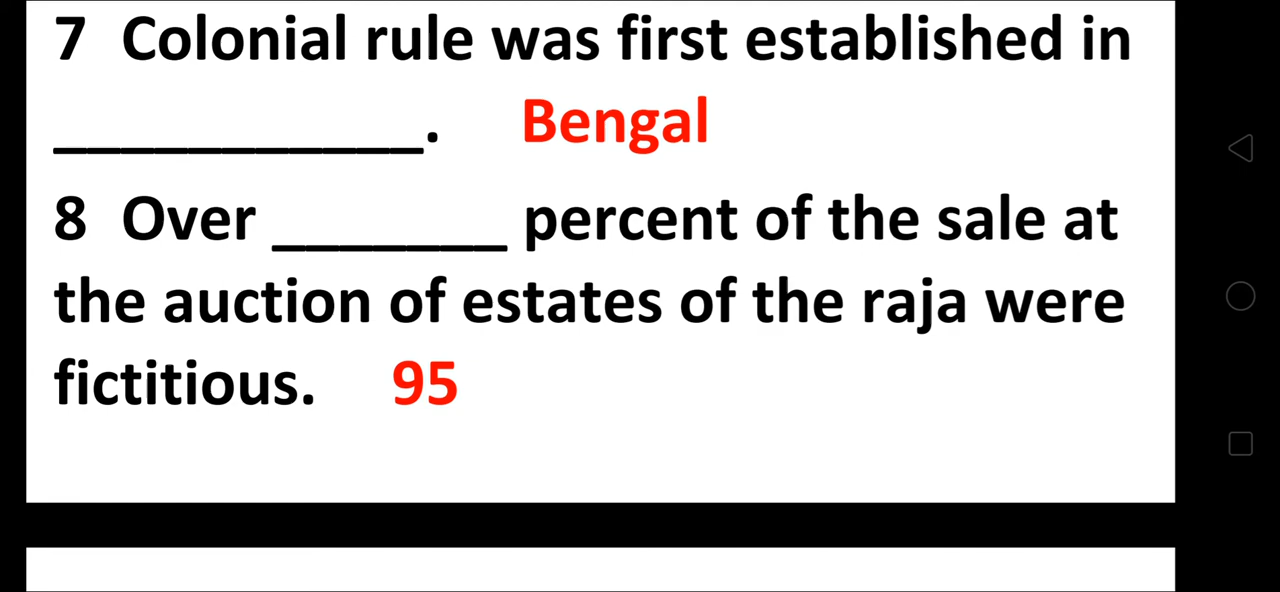 7 Colonial rule was first established in
___________. Bengal
8 Over _______ percent of the sale at
the auction of estates of the raja were
fictitious. 95